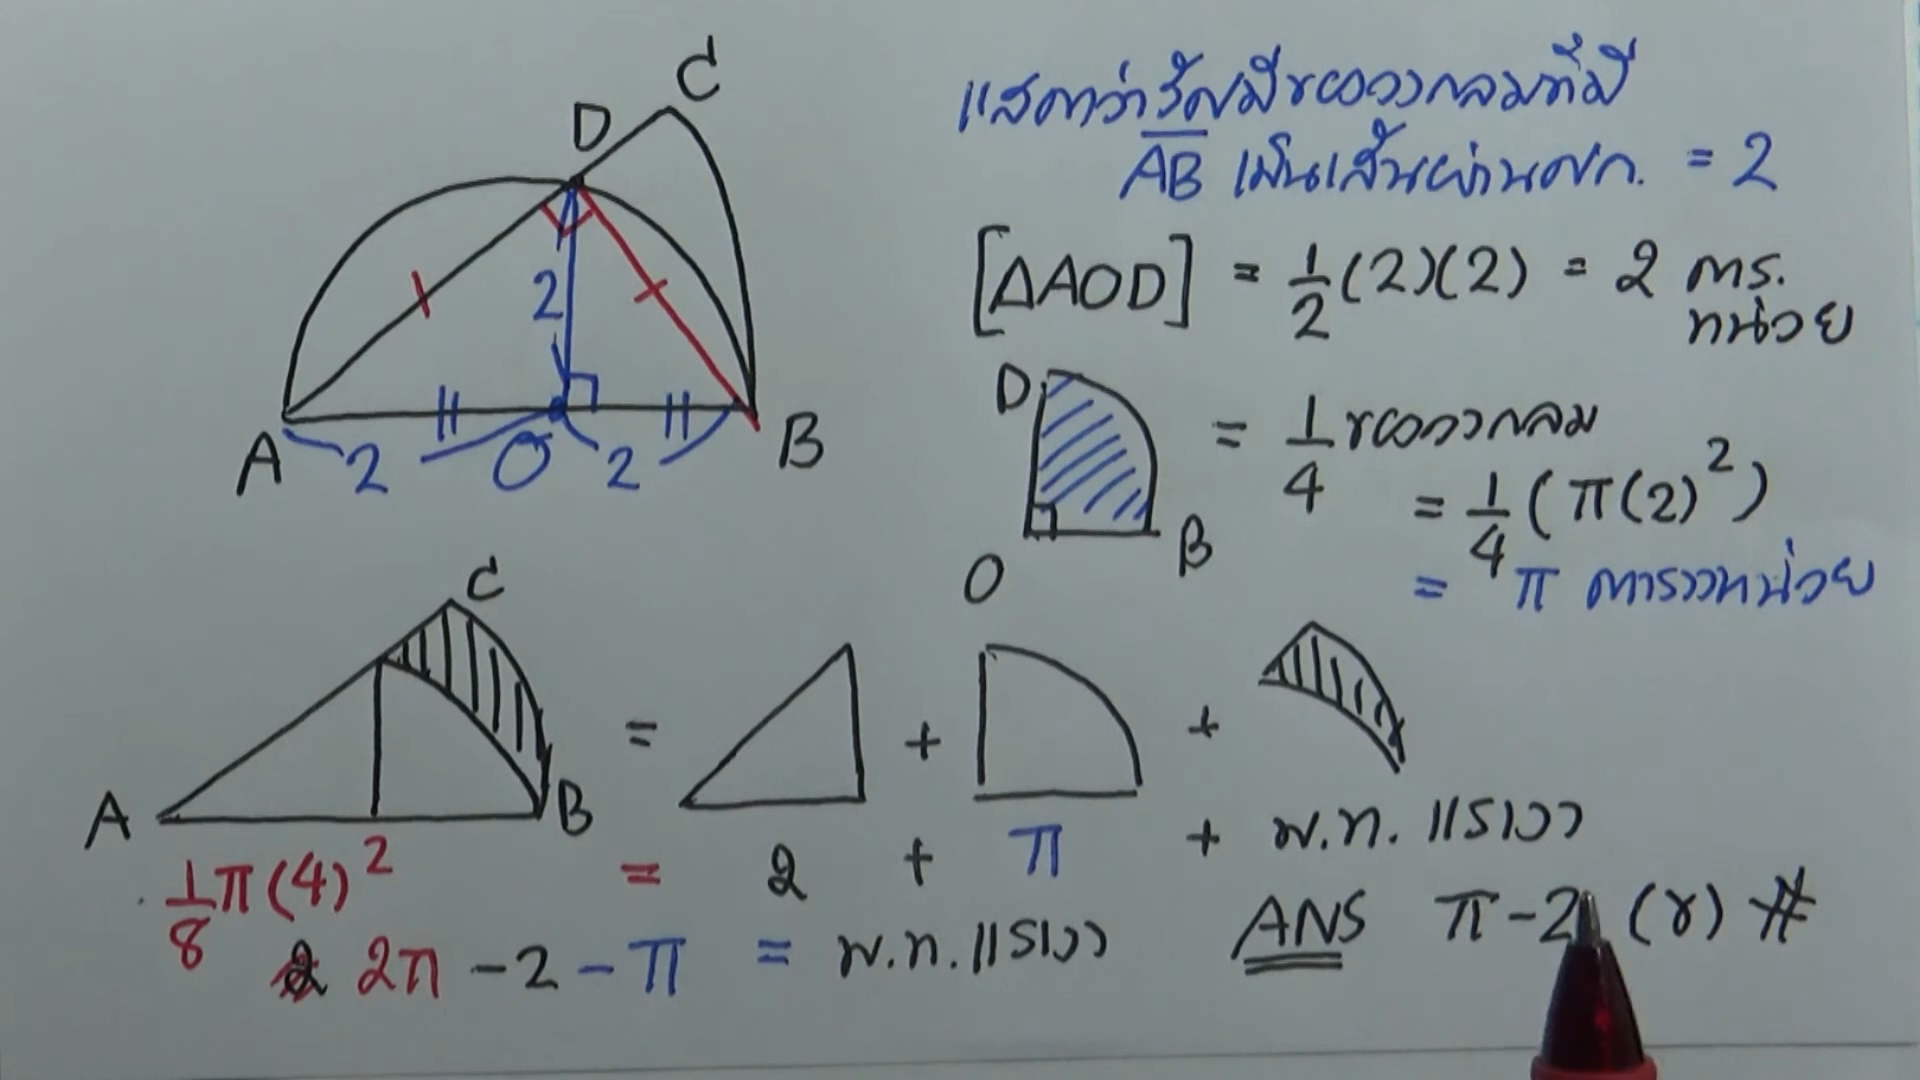 C
D
2
A 2 O 2 B
แสดงว่ารัศมีของวงกลมที่มี
AB เป็นเส้นผ่านศก. = 2
[△AOD] = 1/2 (2)(2) = 2 ตร.
หน่วย
D
O B
= 1/4 ของวงกลม
= 1/4 (π(2)²)
= π ตารางหน่วย
C
A B = + +
1/8 π(4)² = 2 + π + พ.ท. แรเงา
2π - 2 - π = พ.ท. แรเงา
ANS π - 2 (ช) #